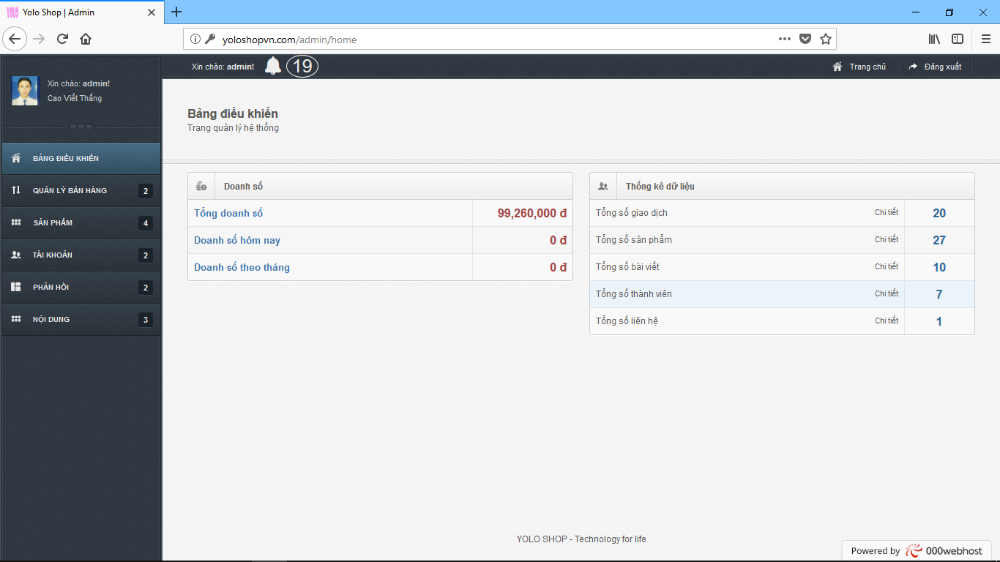 YOLO Yolo Shop | Admin
yoloshopvn.com/admin/home
Xin chào: admin!
Cao Viết Thắng
Xin chào: admin! 19
Trang chủ
Đăng xuất
BẢNG ĐIỀU KHIỂN
QUẢN LÝ BÁN HÀNG 2
SẢN PHẨM 4
TÀI KHOẢN 2
PHẢN HỒI 2
NỘI DUNG 3
Bảng điều khiển
Trang quản lý hệ thống
Doanh số
Tổng doanh số 99,260,000 đ
Doanh số hôm nay 0 đ
Doanh số theo tháng 0 đ
Thống kê dữ liệu
Tổng số giao dịch Chi tiết 20
Tổng số sản phẩm Chi tiết 27
Tổng số bài viết Chi tiết 10
Tổng số thành viên Chi tiết 7
Tổng số liên hệ Chi tiết 1
YOLO SHOP - Technology for life
Powered by 000webhost